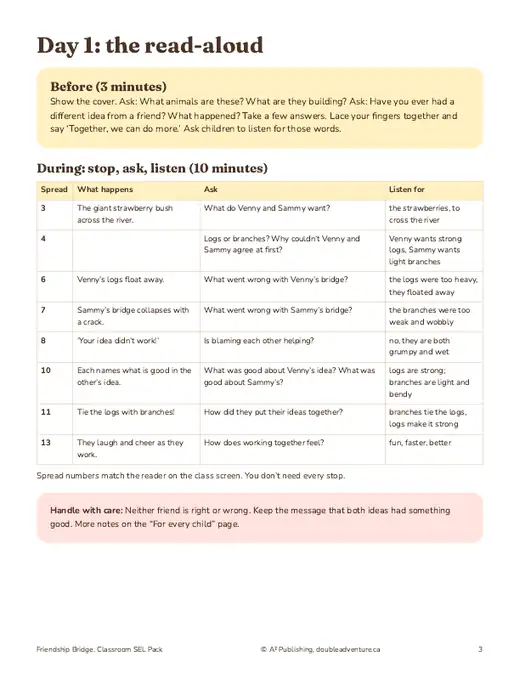 Day 1: the read-aloud
Before (3 minutes)
Show the cover. Ask: What animals are these? What are they building? Ask: Have you ever had a
different idea from a friend? What happened? Take a few answers. Lace your fingers together and
say ‘Together, we can do more.’ Ask children to listen for those words.
During: stop, ask, listen (10 minutes)
Spread What happens Ask Listen for
3 The giant strawberry bush What do Venny and Sammy want? the strawberries, to
across the river. cross the river
4 Logs or branches? Why couldn’t Venny and Venny wants strong
Sammy agree at first? logs, Sammy wants
light branches
6 Venny’s logs float away. What went wrong with Venny’s bridge? the logs were too heavy,
they floated away
7 Sammy’s bridge collapses with What went wrong with Sammy’s bridge? the branches were too
a crack. weak and wobbly
8 ‘Your idea didn’t work!’ Is blaming each other helping? no, they are both
grumpy and wet
10 Each names what is good in the What was good about Venny’s idea? What was logs are strong;
other’s idea. good about Sammy’s? branches are light and
bendy
11 Tie the logs with branches! How did they put their ideas together? branches tie the logs,
logs make it strong
13 They laugh and cheer as they How does working together feel? fun, faster, better
work.
Spread numbers match the reader on the class screen. You don’t need every stop.
Handle with care: Neither friend is right or wrong. Keep the message that both ideas had something
good. More notes on the “For every child” page.
Friendship Bridge. Classroom SEL Pack © A² Publishing, doubleadventure.ca 3